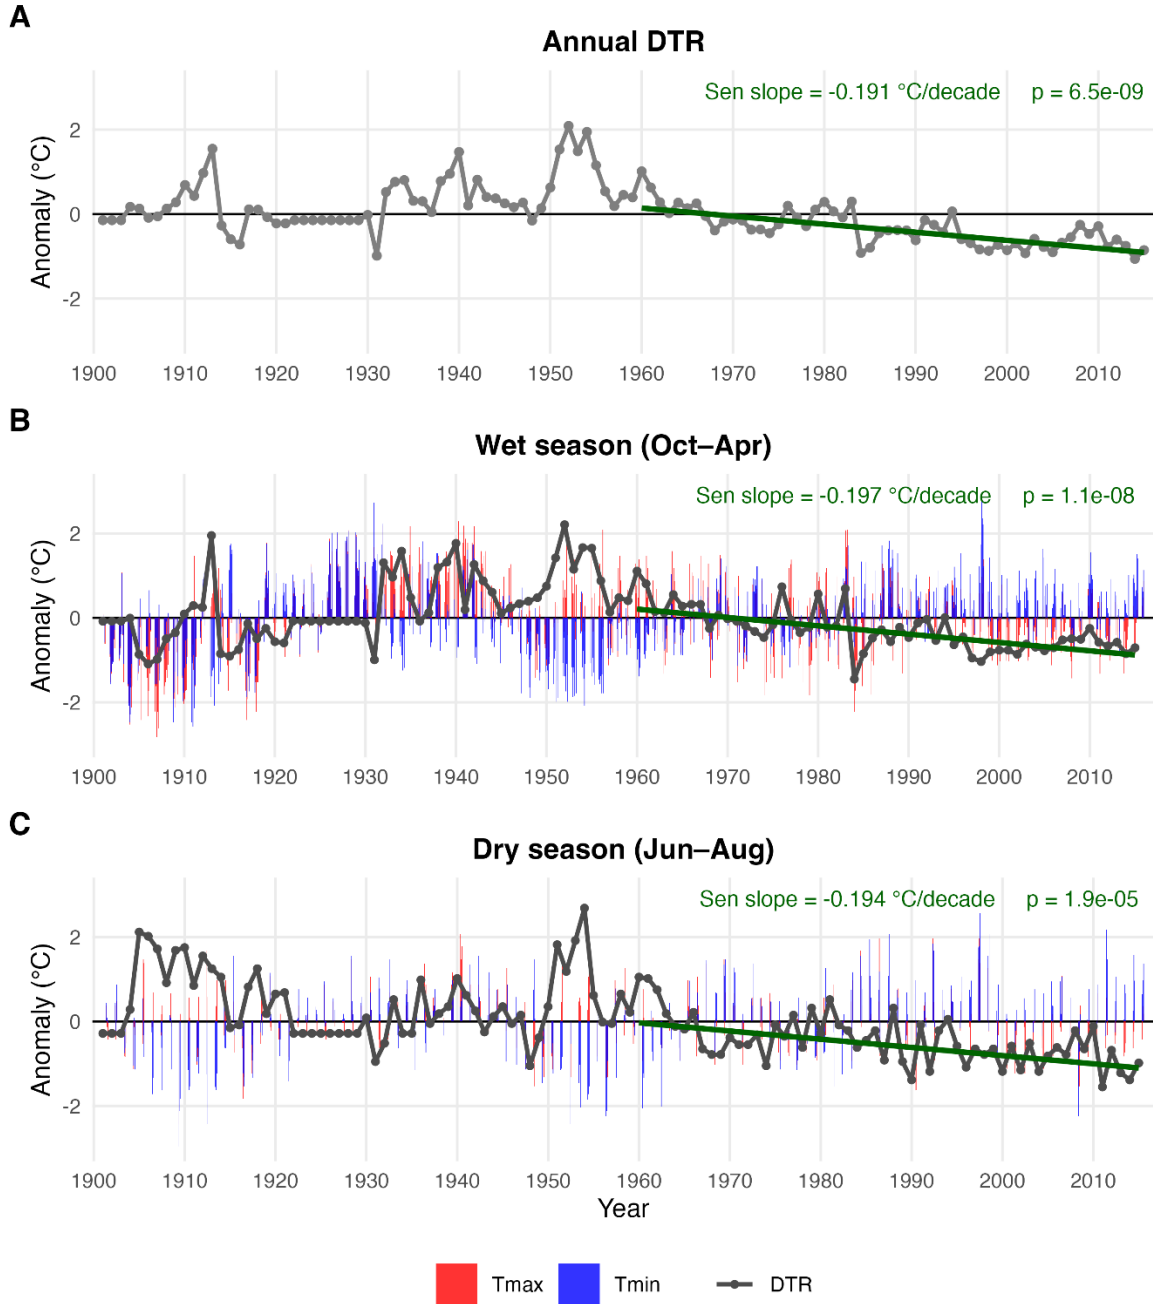 A
Annual DTR
Sen slope = -0.191 °C/decade p = 6.5e-09
Anomaly (°C)
2
0
-2
1900 1910 1920 1930 1940 1950 1960 1970 1980 1990 2000 2010
B
Wet season (Oct–Apr)
Sen slope = -0.197 °C/decade p = 1.1e-08
Anomaly (°C)
2
0
-2
1900 1910 1920 1930 1940 1950 1960 1970 1980 1990 2000 2010
C
Dry season (Jun–Aug)
Sen slope = -0.194 °C/decade p = 1.9e-05
Anomaly (°C)
2
0
-2
1900 1910 1920 1930 1940 1950 1960 1970 1980 1990 2000 2010
Year
Tmax Tmin DTR